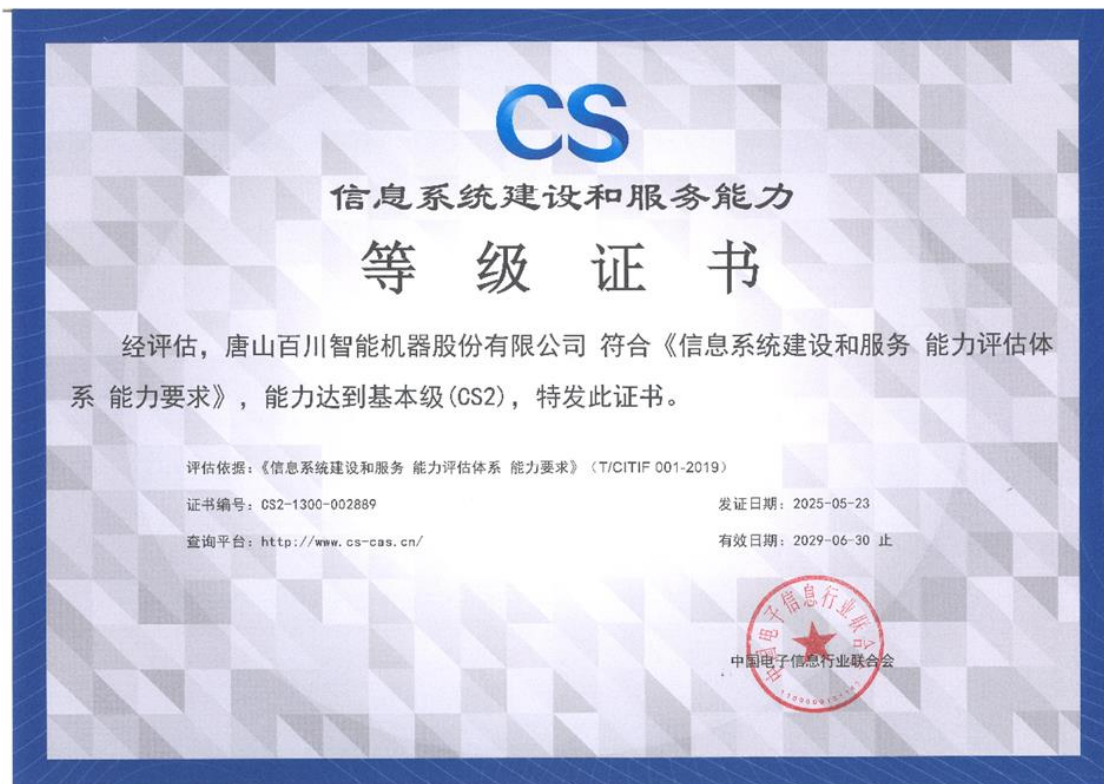 CS
信息系统建设和服务能力
等级证书
经评估，唐山百川智能机器股份有限公司 符合《信息系统建设和服务 能力评估体
系 能力要求》，能力达到基本级(CS2)，特发此证书。
评估依据：《信息系统建设和服务 能力评估体系 能力要求》（T/CITIF 001-2019）
证书编号：CS2-1300-002889
发证日期：2025-05-23
查询平台：http://www.cs-cas.cn/
有效日期：2029-06-30 止
中国电子信息行业联合会
中国电子信息行业联合会